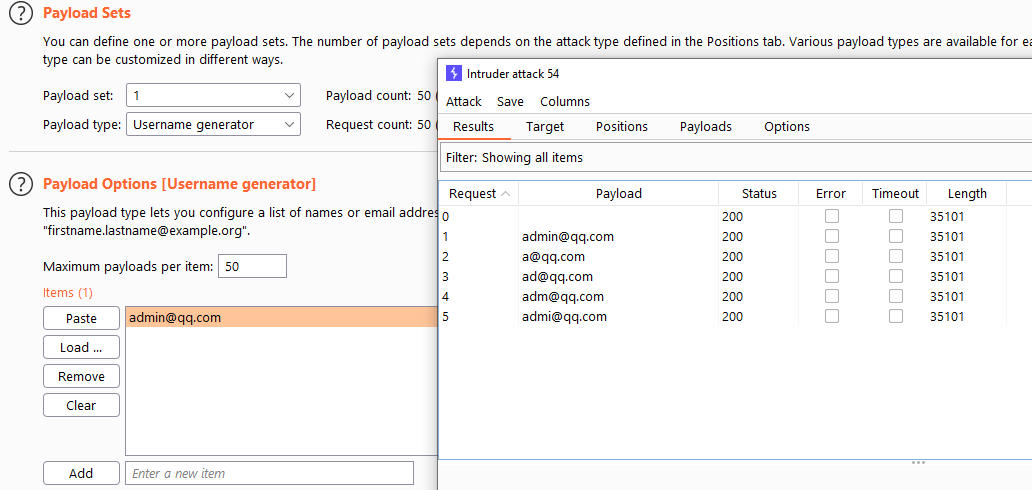 Payload Sets
You can define one or more payload sets. The number of payload sets depends on the attack type defined in the Positions tab. Various payload types are available for ea
type can be customized in different ways.
Payload set: 1 Payload count: 50 (
Payload type: Username generator Request count: 50 (
Payload Options [Username generator]
This payload type lets you configure a list of names or email addre
"firstname.lastname@example.org".
Maximum payloads per item: 50
Items (1)
Paste
Load ...
Remove
Clear
admin@qq.com
Add Enter a new item
Intruder attack 54
Attack Save Columns
Results Target Positions Payloads Options
Filter: Showing all items
Request Payload Status Error Timeout Length
0 200 35101
1 admin@qq.com 200 35101
2 a@qq.com 200 35101
3 ad@qq.com 200 35101
4 adm@qq.com 200 35101
5 admi@qq.com 200 35101